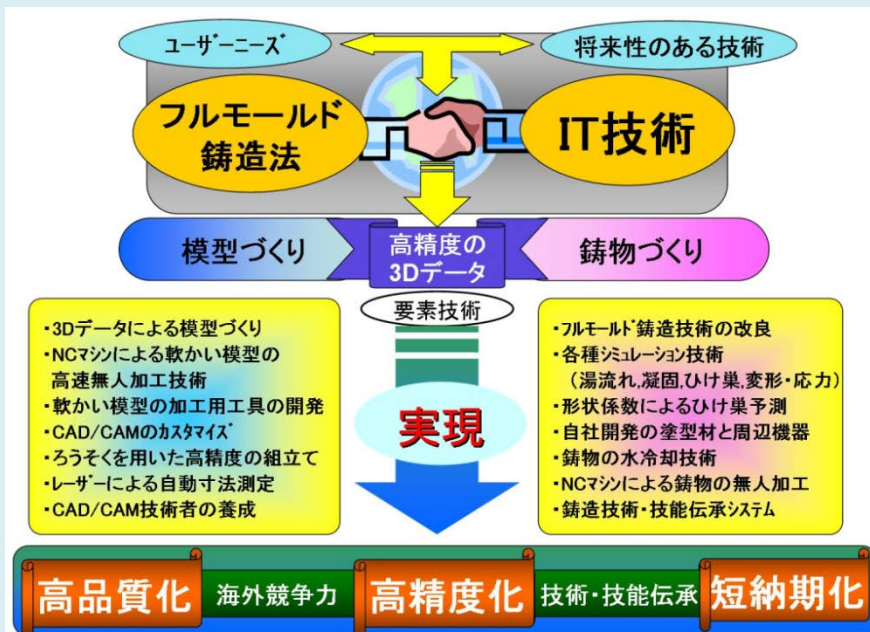 ユーザーニーズ
将来性のある技術
フルモールド
鋳造法
IT技術
模型づくり
高精度の
3Dデータ
鋳物づくり
要素技術
・3Dデータによる模型づくり
・NCマシンによる軟かい模型の
高速無人加工技術
・軟かい模型の加工用工具の開発
・CAD/CAMのカスタマイズ
・ろうそくを用いた高精度の組立て
・レーザーによる自動寸法測定
・CAD/CAM技術者の養成
実現
・フルモールド鋳造技術の改良
・各種シミュレーション技術
（湯流れ,凝固,ひけ巣,変形・応力）
・形状係数によるひけ巣予測
・自社開発の塗型材と周辺機器
・鋳物の水冷却技術
・NCマシンによる鋳物の無人加工
・鋳造技術・技能伝承システム
高品質化
海外競争力
高精度化
技術・技能伝承
短納期化